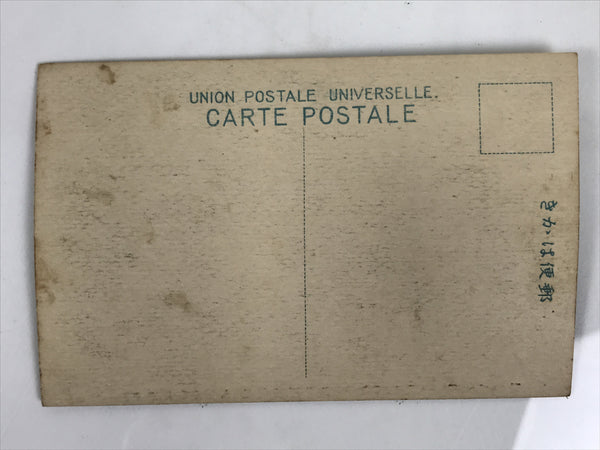 UNION POSTALE UNIVERSELLE.
CARTE POSTALE
郵便はかき